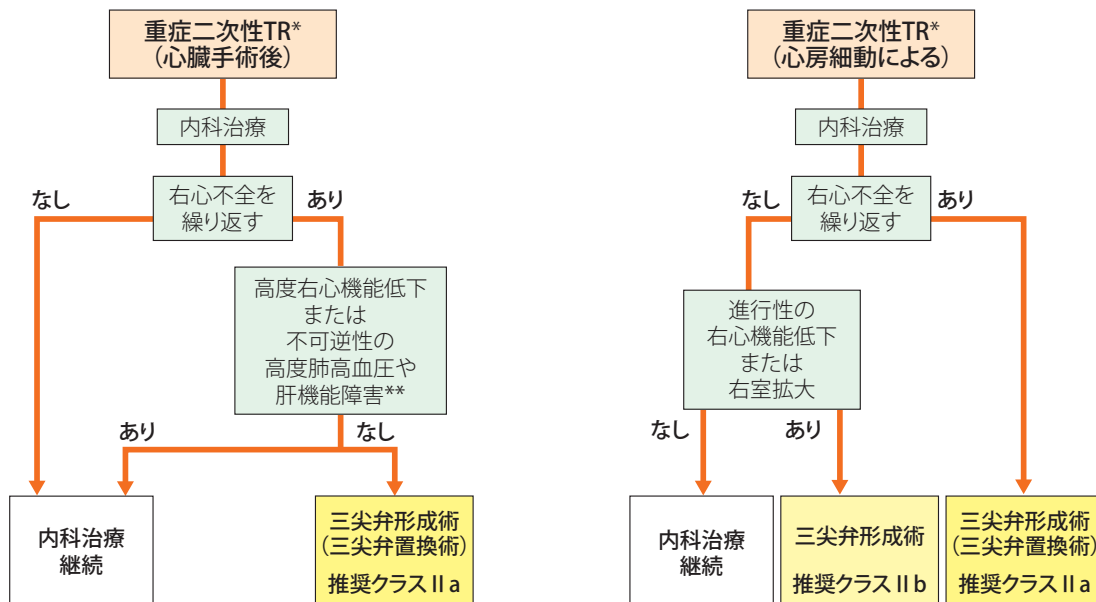 重症二次性TR*
（心臓手術後）
内科治療
右心不全を
繰り返す
なし
あり
高度右心機能低下
または
不可逆性の
高度肺高血圧や
肝機能障害**
あり
なし
内科治療
継続
三尖弁形成術
（三尖弁置換術）
推奨クラスⅡa
重症二次性TR*
（心房細動による）
内科治療
右心不全を
繰り返す
なし
あり
進行性の
右心機能低下
または
右室拡大
なし
あり
内科治療
継続
三尖弁形成術
推奨クラスⅡb
三尖弁形成術
（三尖弁置換術）
推奨クラスⅡa